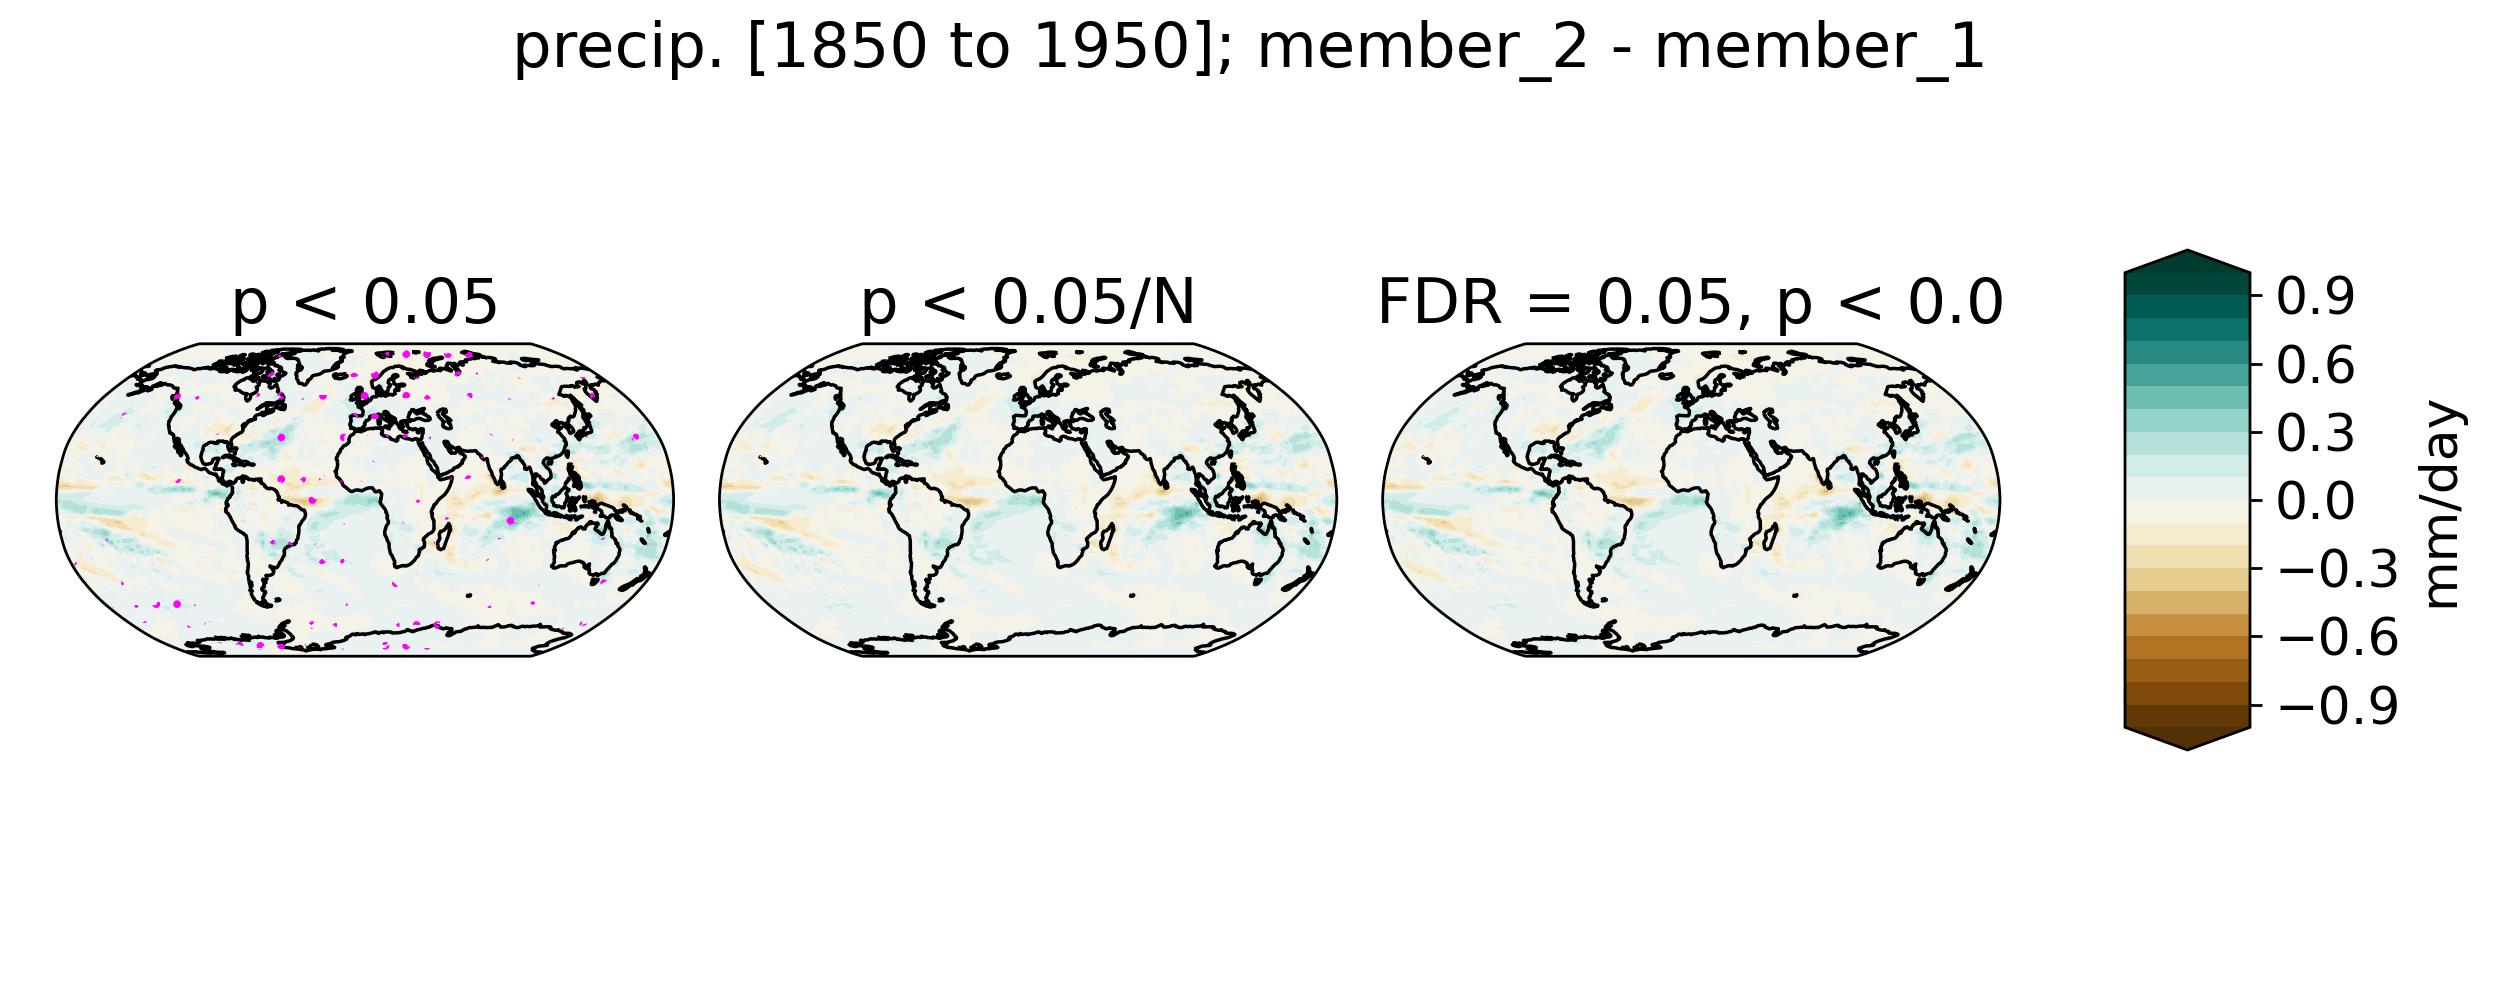 precip. [1850 to 1950]; member_2 - member_1
p < 0.05
p < 0.05/N
FDR = 0.05, p < 0.0
0.9
0.6
0.3
0.0
−0.3
−0.6
−0.9
mm/day